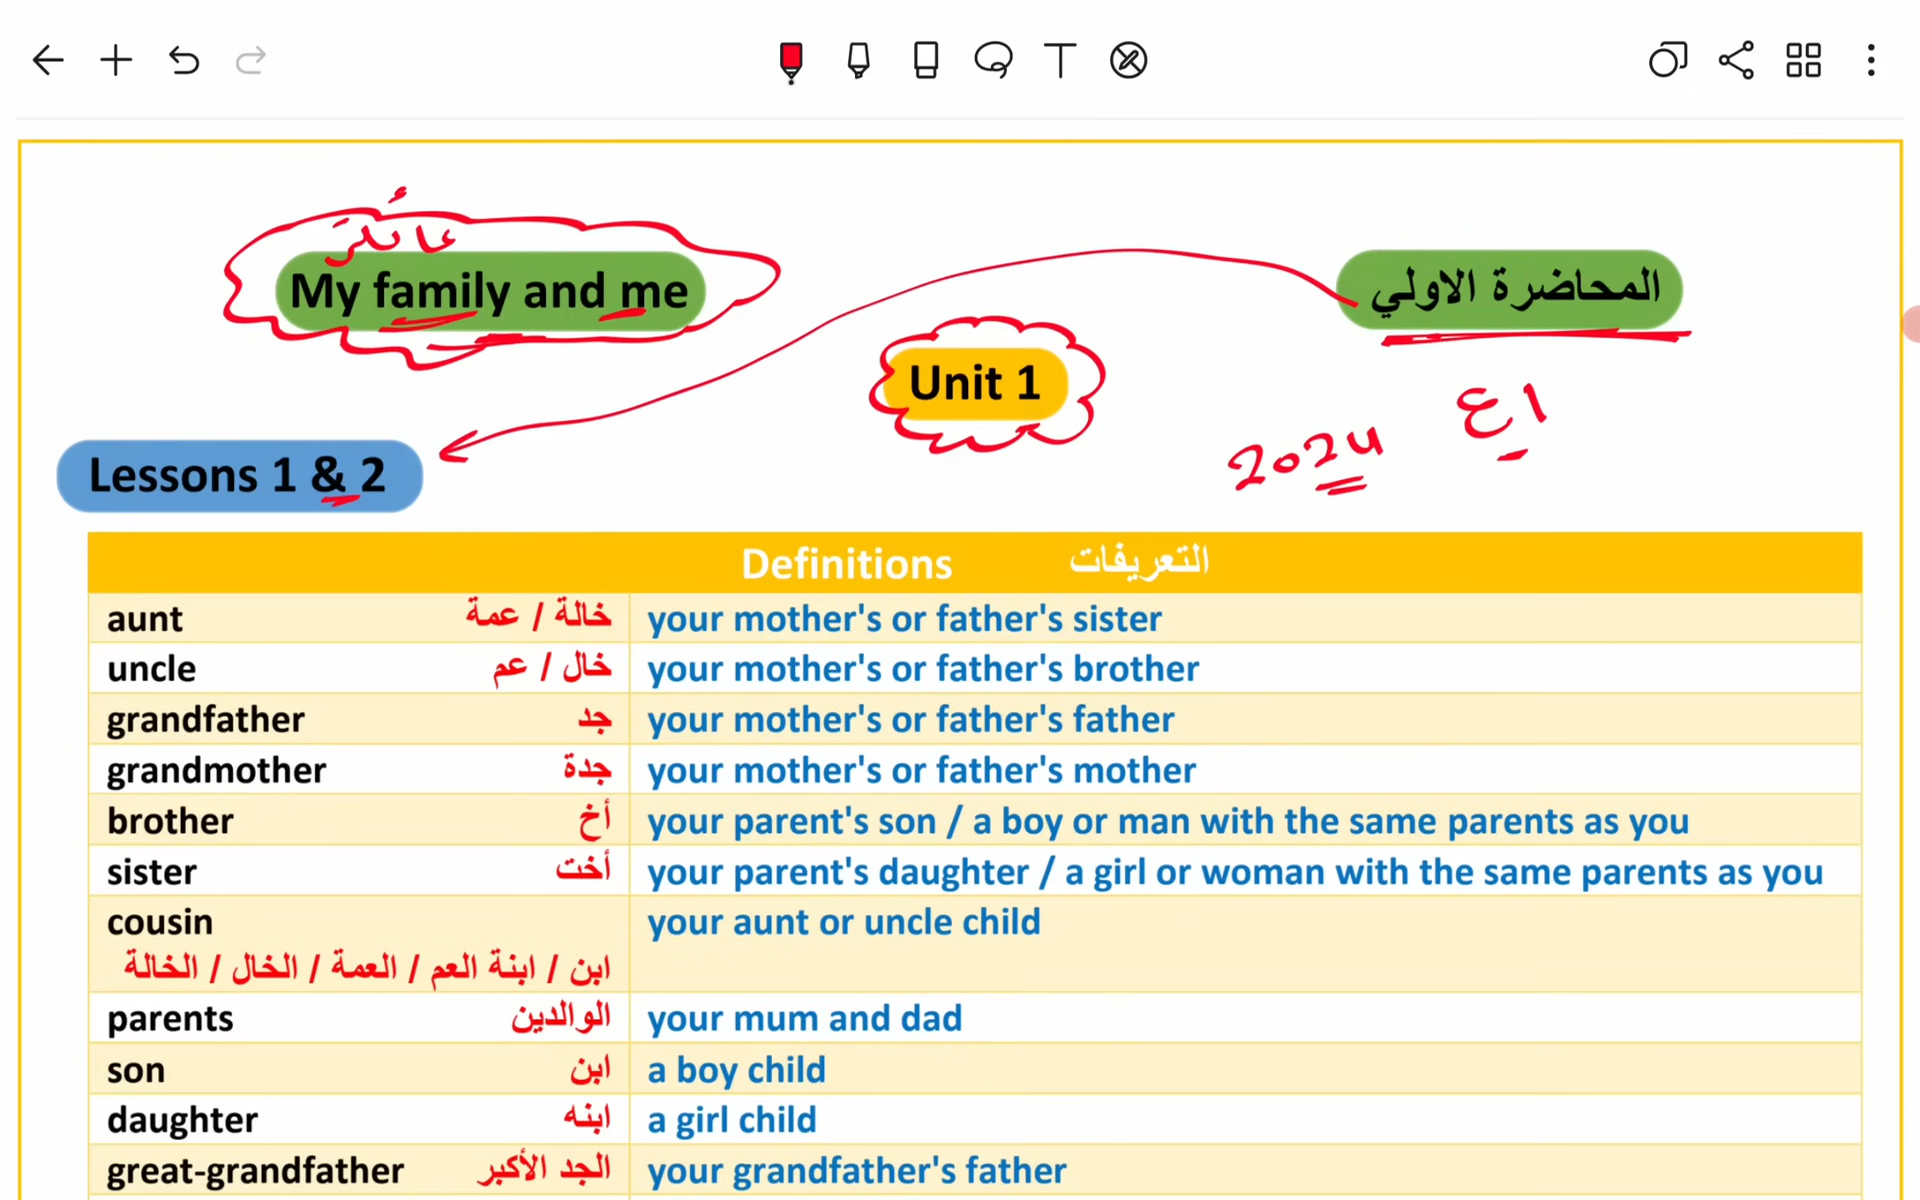 My family and me
المحاضرة الاولي
Unit 1
١ع
2024
Lessons 1 & 2
Definitions التعريفات
aunt خالة / عمة your mother's or father's sister
uncle خال / عم your mother's or father's brother
grandfather جد your mother's or father's father
grandmother جدة your mother's or father's mother
brother أخ your parent's son / a boy or man with the same parents as you
sister أخت your parent's daughter / a girl or woman with the same parents as you
cousin your aunt or uncle child
ابن / ابنة العم / العمة / الخال / الخالة
parents الوالدين your mum and dad
son ابن a boy child
daughter ابنه a girl child
great-grandfather الجد الأكبر your grandfather's father